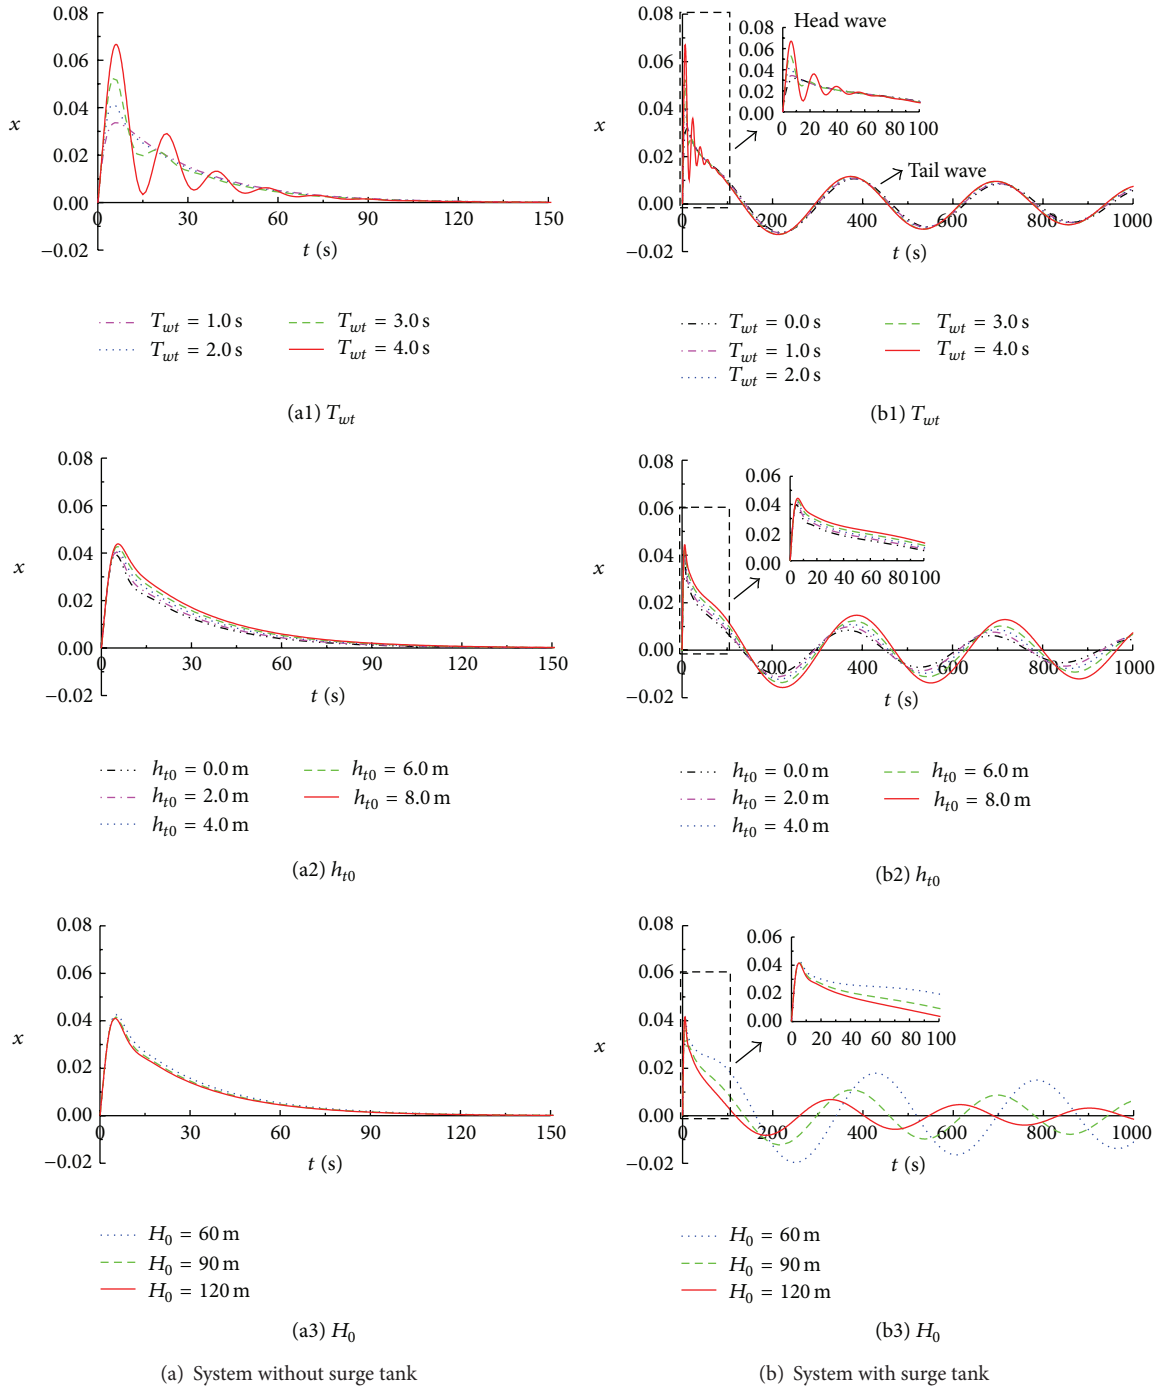 0.08
0.06
0.04
x
0.02
0.00
0 30 60 90 120 150
−0.02
t (s)
T_wt = 1.0 s
T_wt = 2.0 s
T_wt = 3.0 s
T_wt = 4.0 s
(a1) T_wt
0.08
0.06
0.04
x
0.02
0.00
0 200 400 600 800 1000
−0.02
t (s)
Head wave
0.08
0.06
0.04
0.02
0.00
0 20 40 60 80 100
Tail wave
T_wt = 0.0 s
T_wt = 1.0 s
T_wt = 2.0 s
T_wt = 3.0 s
T_wt = 4.0 s
(b1) T_wt
0.08
0.06
0.04
x
0.02
0.00
0 30 60 90 120 150
−0.02
t (s)
h_t0 = 0.0 m
h_t0 = 2.0 m
h_t0 = 4.0 m
h_t0 = 6.0 m
h_t0 = 8.0 m
(a2) h_t0
0.08
0.06
0.04
x
0.02
0.00
0 200 400 600 800 1000
−0.02
t (s)
0.06
0.04
0.02
0.00
0 20 40 60 80 100
h_t0 = 0.0 m
h_t0 = 2.0 m
h_t0 = 4.0 m
h_t0 = 6.0 m
h_t0 = 8.0 m
(b2) h_t0
0.08
0.06
0.04
x
0.02
0.00
0 30 60 90 120 150
−0.02
t (s)
H_0 = 60 m
H_0 = 90 m
H_0 = 120 m
(a3) H_0
0.08
0.06
0.04
x
0.02
0.00
0 200 400 600 800 1000
−0.02
t (s)
0.06
0.04
0.02
0.00
0 20 40 60 80 100
H_0 = 60 m
H_0 = 90 m
H_0 = 120 m
(b3) H_0
(a) System without surge tank
(b) System with surge tank